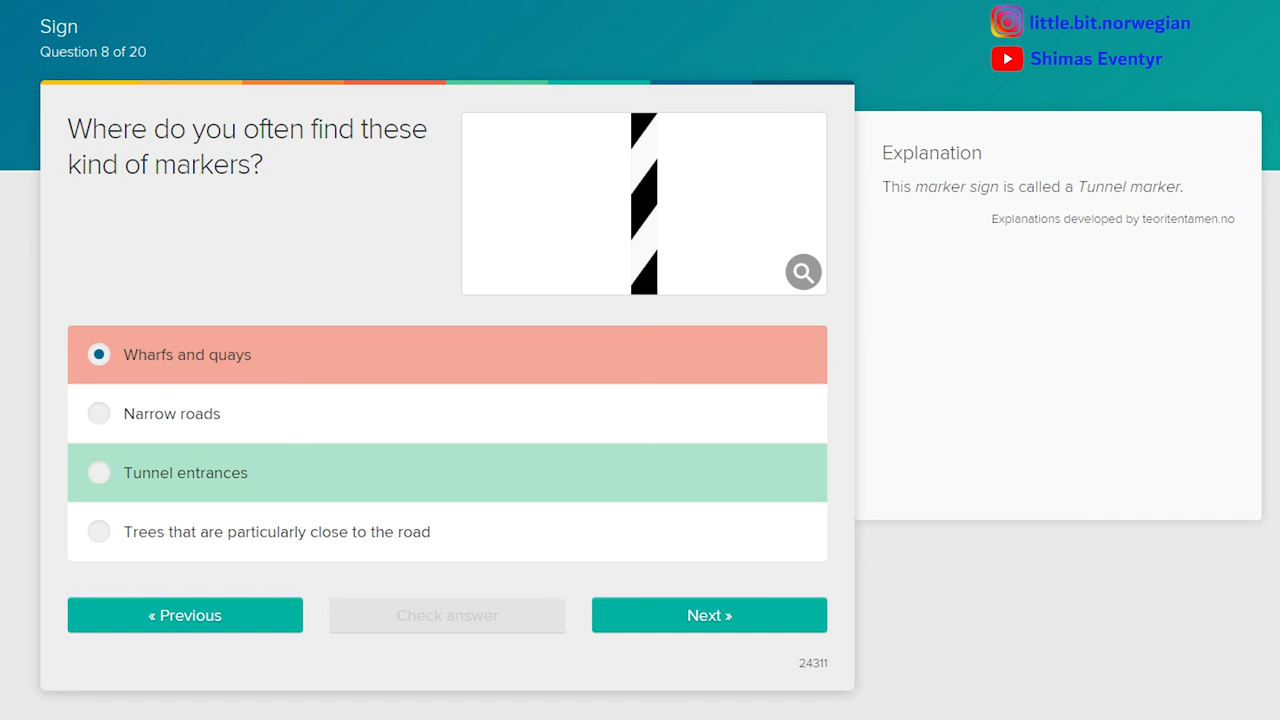 Sign
Question 8 of 20
little.bit.norwegian
Shimas Eventyr
Where do you often find these
kind of markers?
Wharfs and quays
Narrow roads
Tunnel entrances
Trees that are particularly close to the road
« Previous
Check answer
Next »
24311
Explanation
This marker sign is called a Tunnel marker.
Explanations developed by teoritentamen.no